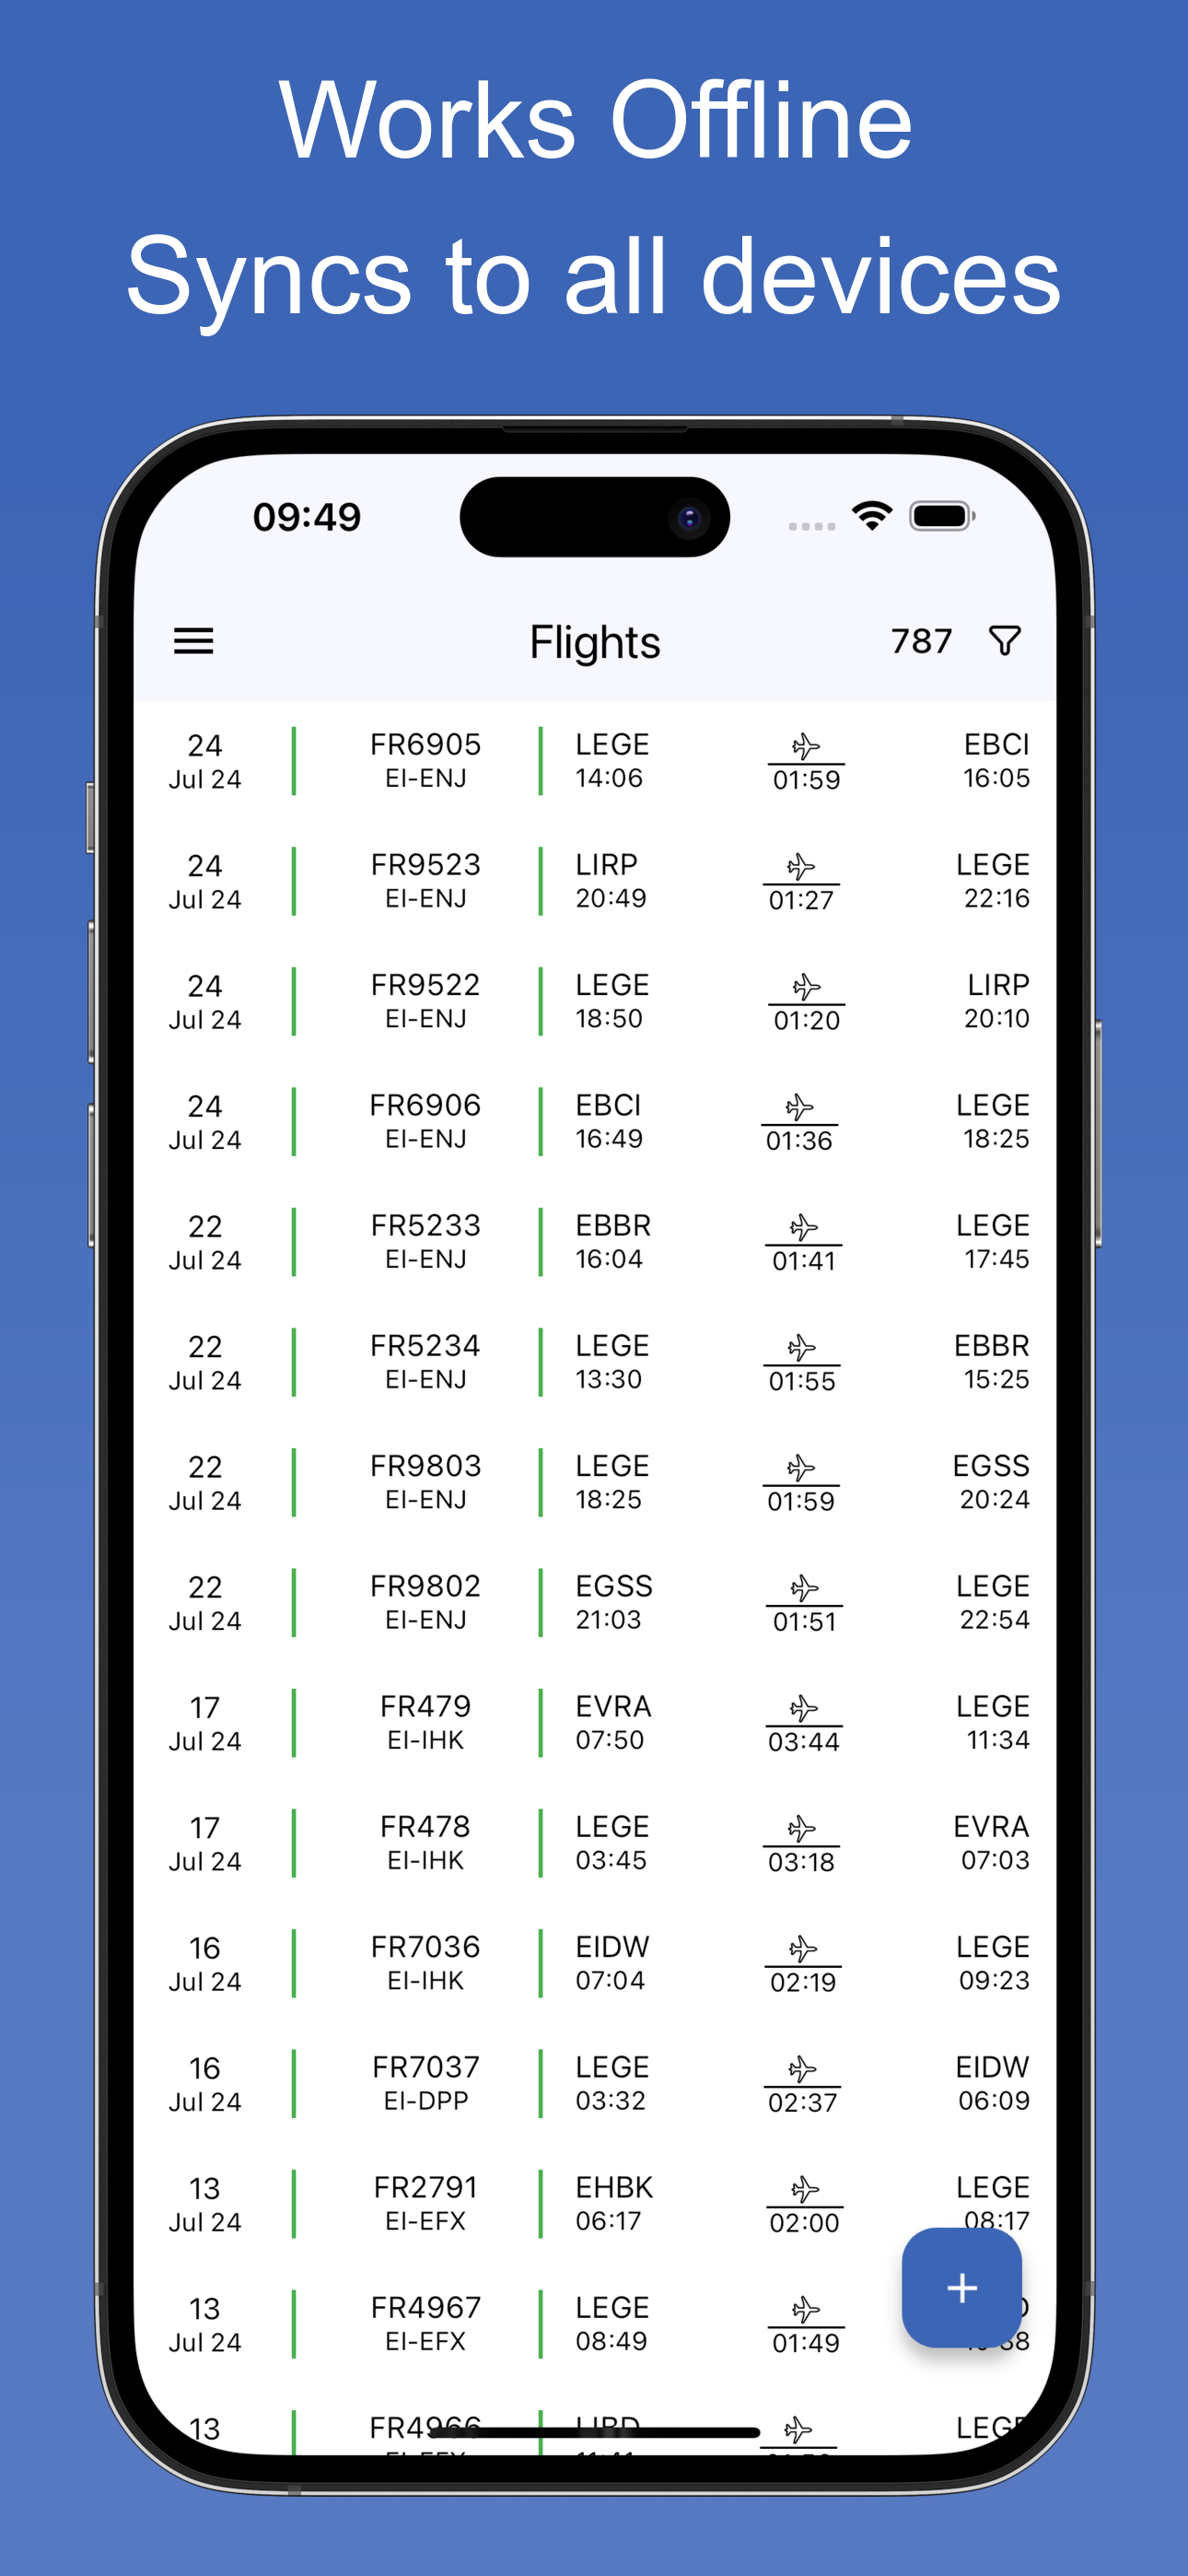 Works Offline
Syncs to all devices
09:49
Flights 787
24 FR6905 LEGE EBCI
Jul 24 EI-ENJ 14:06 01:59 16:05
24 FR9523 LIRP LEGE
Jul 24 EI-ENJ 20:49 01:27 22:16
24 FR9522 LEGE LIRP
Jul 24 EI-ENJ 18:50 01:20 20:10
24 FR6906 EBCI LEGE
Jul 24 EI-ENJ 16:49 01:36 18:25
22 FR5233 EBBR LEGE
Jul 24 EI-ENJ 16:04 01:41 17:45
22 FR5234 LEGE EBBR
Jul 24 EI-ENJ 13:30 01:55 15:25
22 FR9803 LEGE EGSS
Jul 24 EI-ENJ 18:25 01:59 20:24
22 FR9802 EGSS LEGE
Jul 24 EI-ENJ 21:03 01:51 22:54
17 FR479 EVRA LEGE
Jul 24 EI-IHK 07:50 03:44 11:34
17 FR478 LEGE EVRA
Jul 24 EI-IHK 03:45 03:18 07:03
16 FR7036 EIDW LEGE
Jul 24 EI-IHK 07:04 02:19 09:23
16 FR7037 LEGE EIDW
Jul 24 EI-DPP 03:32 02:37 06:09
13 FR2791 EHBK LEGE
Jul 24 EI-EFX 06:17 02:00 08:17
13 FR4967 LEGE
Jul 24 EI-EFX 08:49 01:49
13 FR4966 LEGE